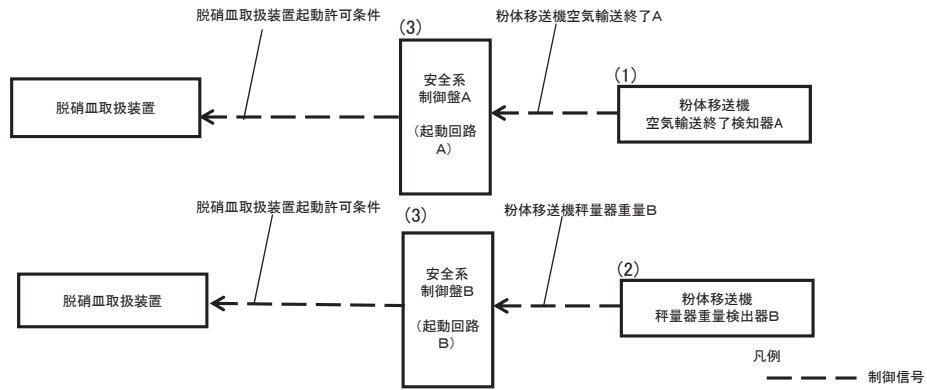 脱硝皿取扱装置起動許可条件
粉体移送機空気輸送終了A
(3)
安全系
制御盤A
(起動回路
A)
(1)
脱硝皿取扱装置
粉体移送機
空気輸送終了検知器A
脱硝皿取扱装置起動許可条件
(3)
粉体移送機秤量器重量B
安全系
制御盤B
(起動回路
B)
(2)
脱硝皿取扱装置
粉体移送機
秤量器重量検出器B
凡例
制御信号